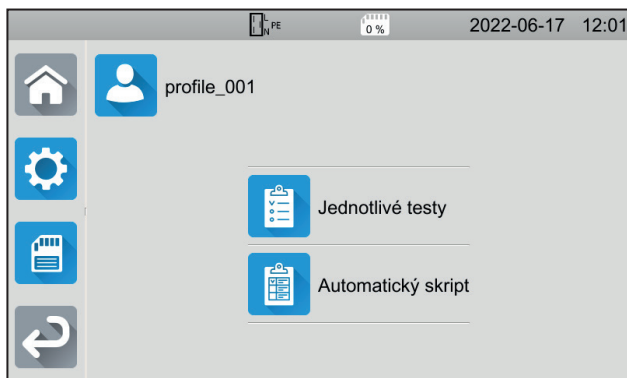 L
N PE
0 %
2022-06-17 12:01
profile_001
Jednotlivé testy
Automatický skript